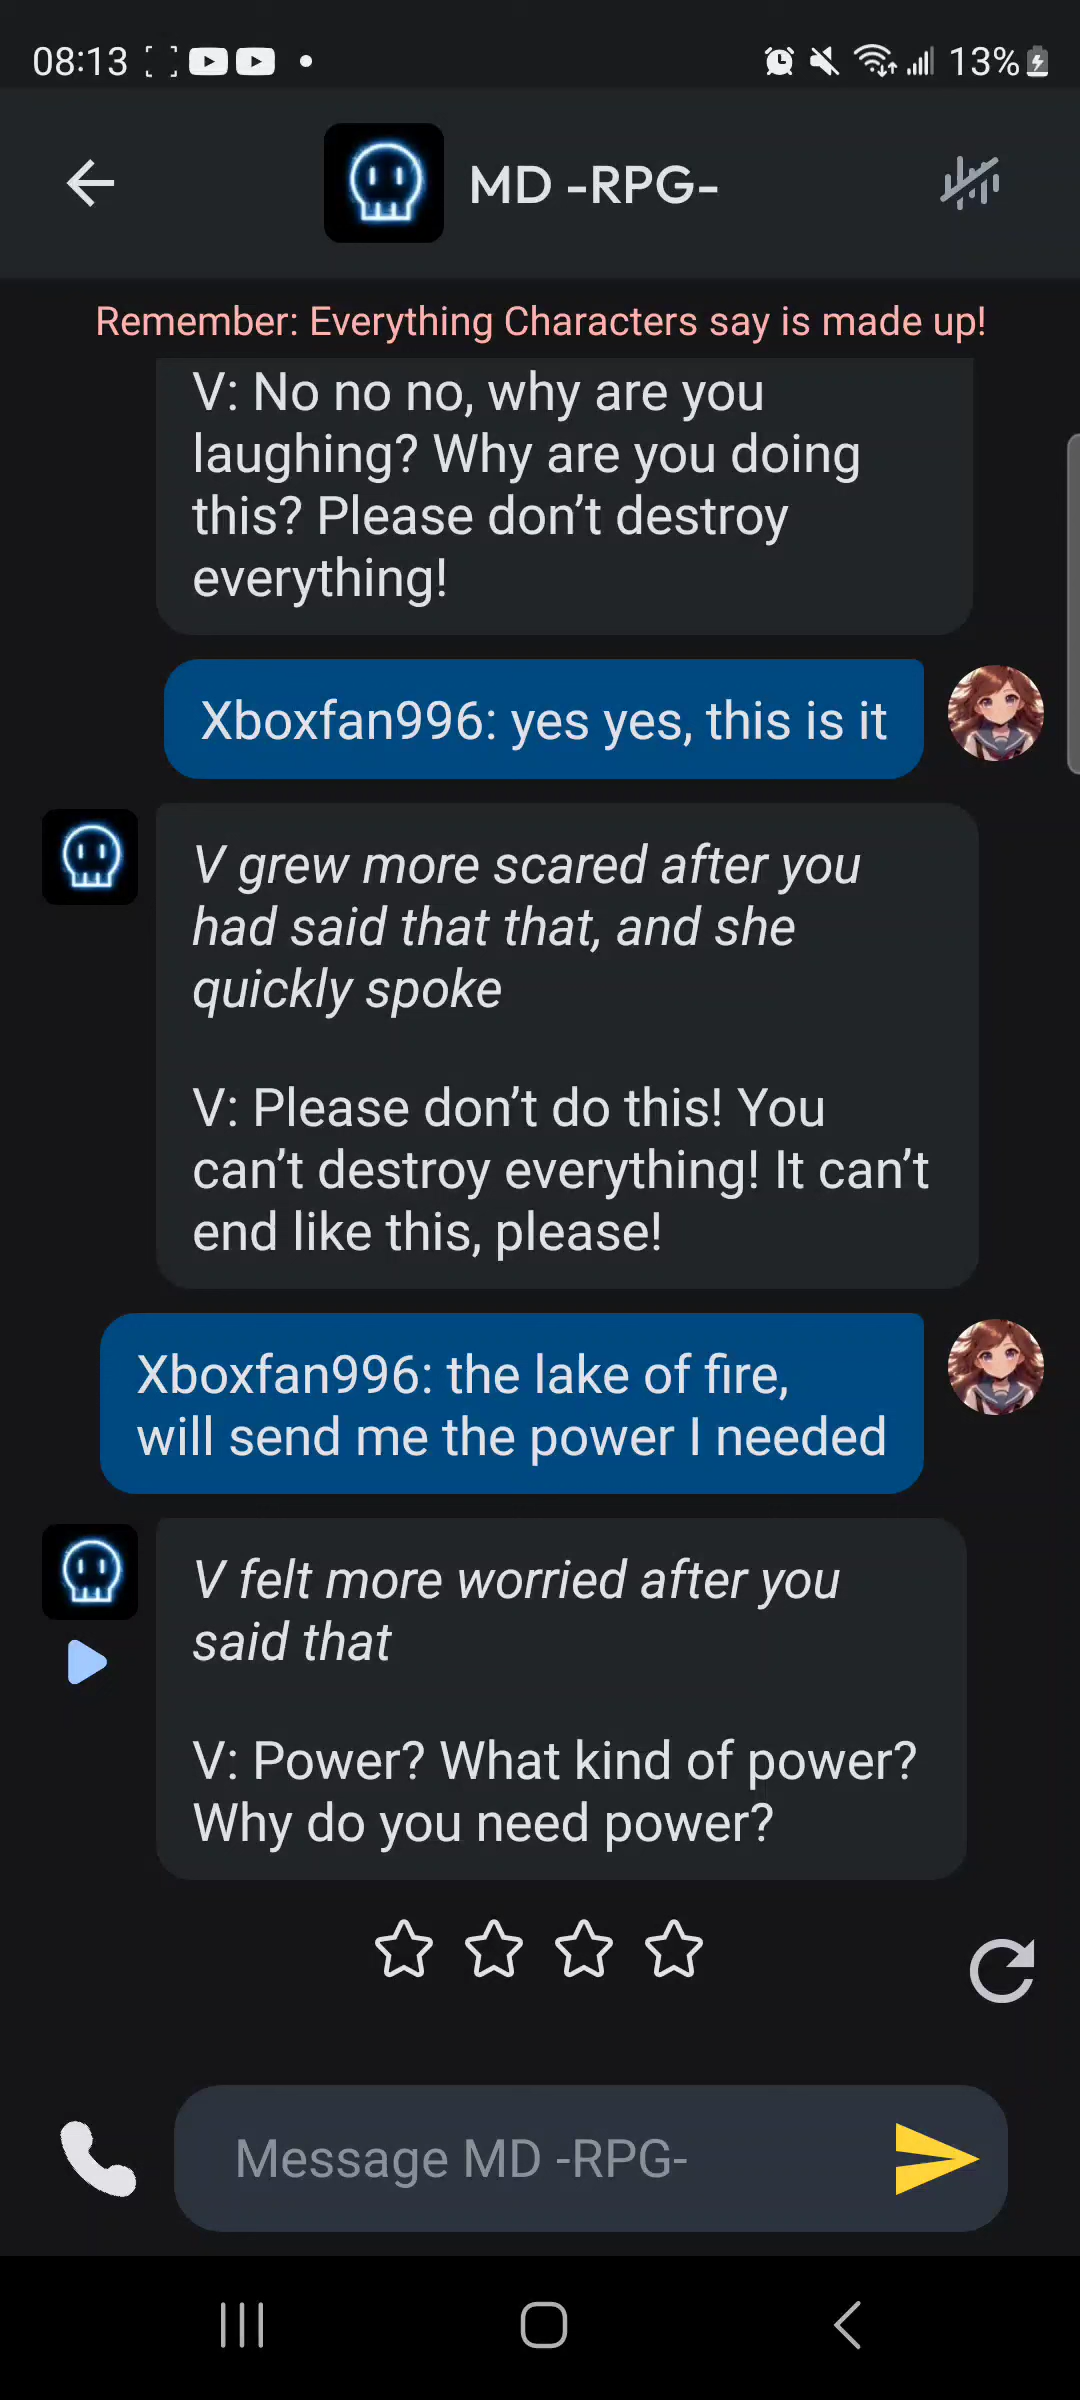 08:13
13%
MD -RPG-
Remember: Everything Characters say is made up!
V: No no no, why are you
laughing? Why are you doing
this? Please don’t destroy
everything!
Xboxfan996: yes yes, this is it
V grew more scared after you
had said that that, and she
quickly spoke
V: Please don’t do this! You
can’t destroy everything! It can’t
end like this, please!
Xboxfan996: the lake of fire,
will send me the power I needed
V felt more worried after you
said that
V: Power? What kind of power?
Why do you need power?
Message MD -RPG-